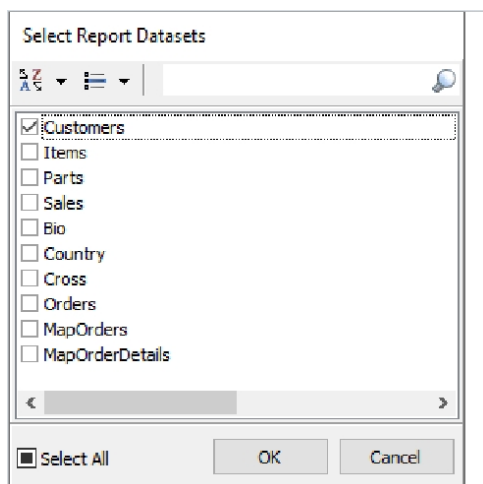 Select Report Datasets
Customers
Items
Parts
Sales
Bio
Country
Cross
Orders
MapOrders
MapOrderDetails
Select All
OK
Cancel